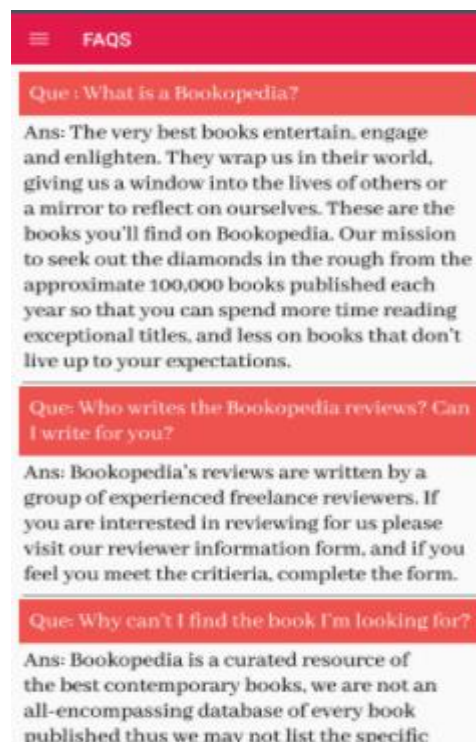 FAQS
Que : What is a Bookopedia?
Ans: The very best books entertain, engage
and enlighten. They wrap us in their world,
giving us a window into the lives of others or
a mirror to reflect on ourselves. These are the
books you'll find on Bookopedia. Our mission
to seek out the diamonds in the rough from the
approximate 100,000 books published each
year so that you can spend more time reading
exceptional titles, and less on books that don't
live up to your expectations.
Que: Who writes the Bookopedia reviews? Can
I write for you?
Ans: Bookopedia's reviews are written by a
group of experienced freelance reviewers. If
you are interested in reviewing for us please
visit our reviewer information form, and if you
feel you meet the critieria, complete the form.
Que: Why can't I find the book I'm looking for?
Ans: Bookopedia is a curated resource of
the best contemporary books, we are not an
all-encompassing database of every book
published thus we may not list the specific